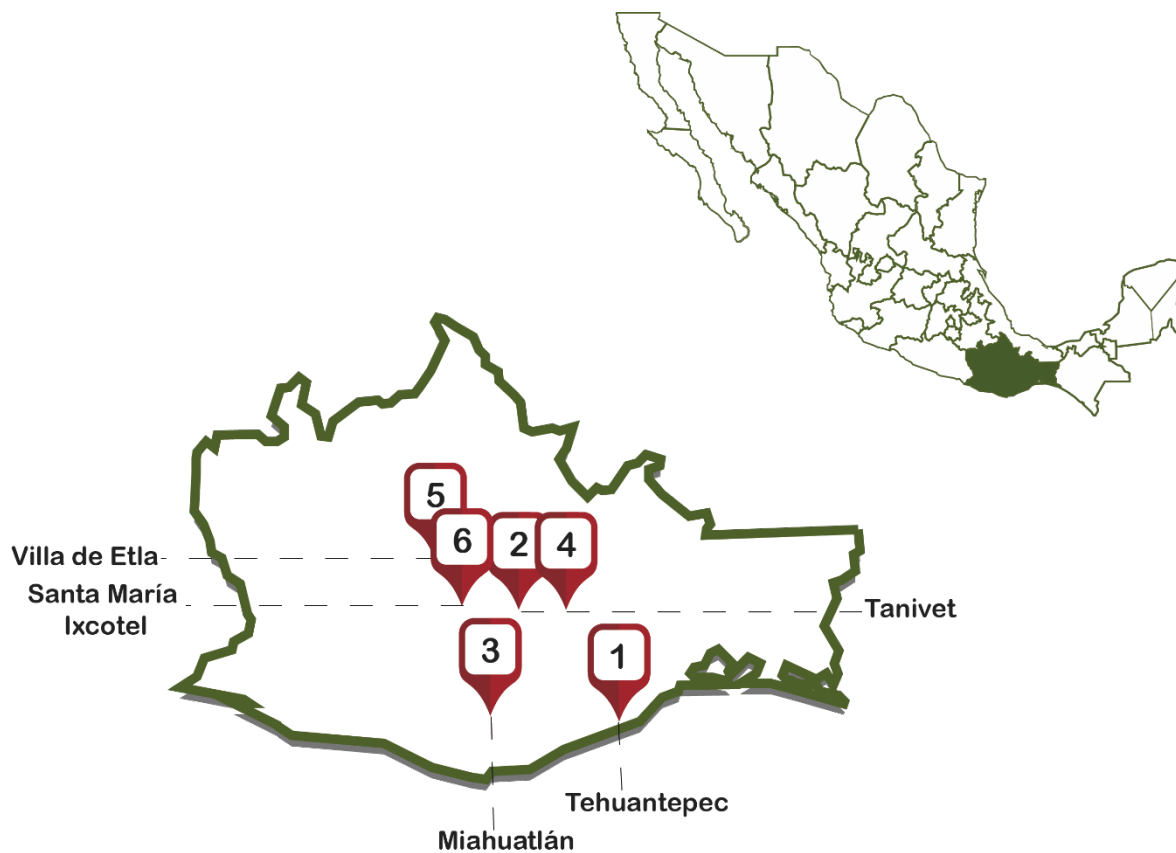 5
6
2
4
Villa de Etla
Santa María
Ixcotel
Tanivet
3
1
Tehuantepec
Miahuatlán